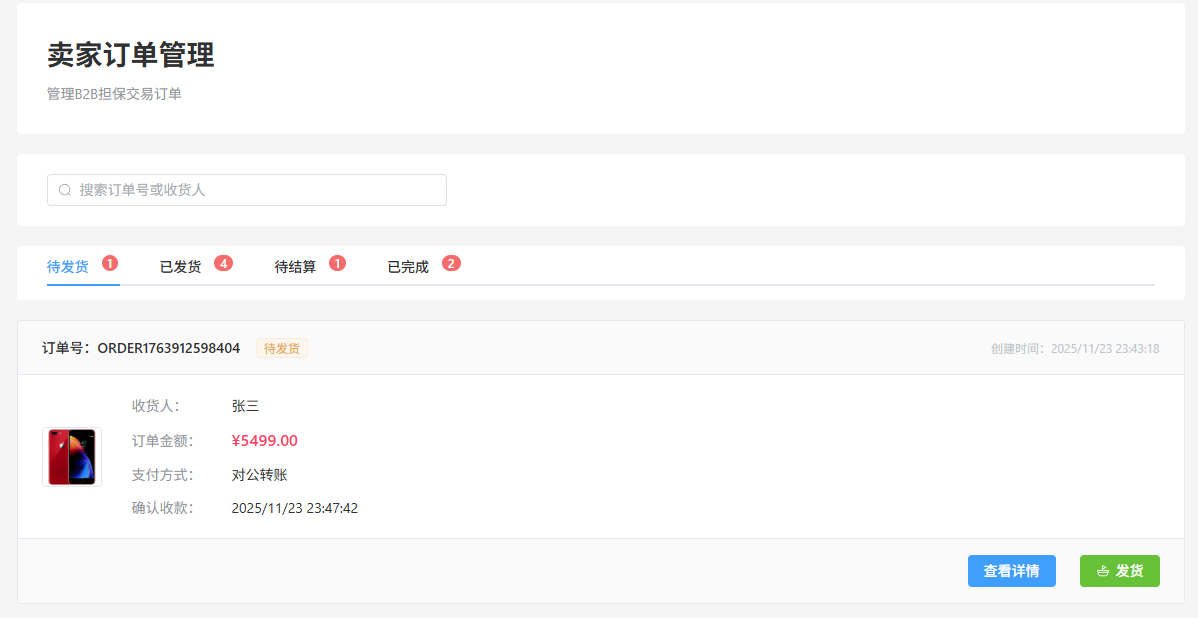 卖家订单管理
管理B2B担保交易订单
搜索订单号或收货人
待发货 1 已发货 4 待结算 1 已完成 2
订单号：ORDER1763912598404 待发货 创建时间：2025/11/23 23:43:18
收货人： 张三
订单金额： ¥5499.00
支付方式： 对公转账
确认收款： 2025/11/23 23:47:42
查看详情 发货